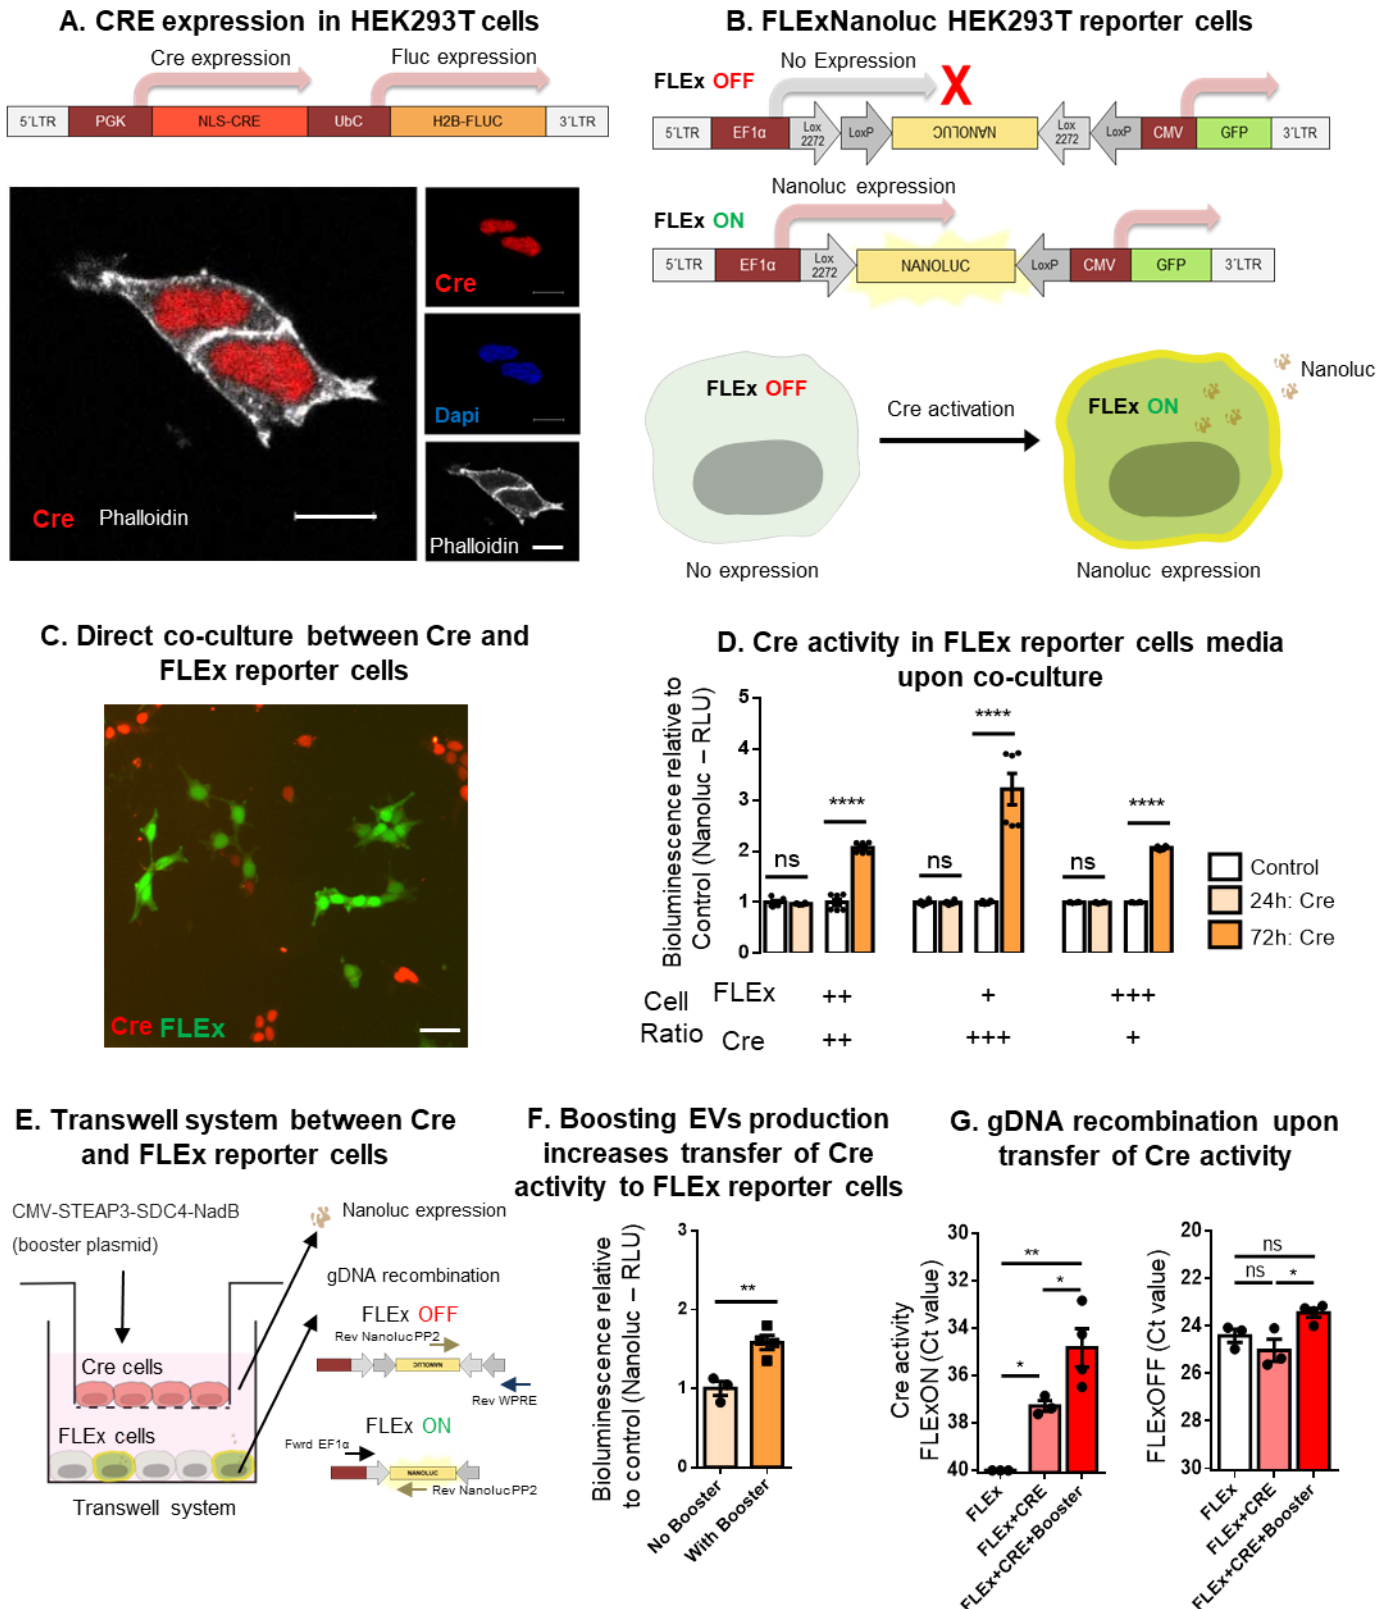 A. CRE expression in HEK293T cells
Cre expression
Fluc expression
5´LTR PGK NLS-CRE UbC H2B-FLUC 3´LTR
Cre
Dapi
Phalloidin
Cre Phalloidin
B. FLExNanoluc HEK293T reporter cells
No Expression
FLEx OFF
X
5´LTR EF1α Lox 2272 LoxP NANOLUC Lox 2272 LoxP CMV GFP 3´LTR
Nanoluc expression
FLEx ON
5´LTR EF1α Lox 2272 NANOLUC LoxP CMV GFP 3´LTR
FLEx OFF
Cre activation
FLEx ON
Nanoluc
No expression
Nanoluc expression
C. Direct co-culture between Cre and
FLEx reporter cells
Cre FLEx
D. Cre activity in FLEx reporter cells media
upon co-culture
Bioluminescence relative to
Control (Nanoluc – RLU)
5
4
3
2
1
0
ns
****
ns
****
ns
****
Control
24h: Cre
72h: Cre
Cell
Ratio
FLEx ++ + +++
Cre ++ +++ +
E. Transwell system between Cre
and FLEx reporter cells
CMV-STEAP3-SDC4-NadB
(booster plasmid)
Nanoluc expression
gDNA recombination
FLEx OFF
Rev NanolucPP2
NANOLUC
Rev WPRE
FLEx ON
Fwrd EF1α
NANOLUC
Rev NanolucPP2
Cre cells
FLEx cells
Transwell system
F. Boosting EVs production
increases transfer of Cre
activity to FLEx reporter cells
Bioluminescence relative
to control (Nanoluc – RLU)
3
2
1
0
**
No Booster
With Booster
G. gDNA recombination upon
transfer of Cre activity
Cre activity
FLExON (Ct value)
30
32
34
36
38
40
**
*
*
FLEx
FLEx+CRE
FLEx+CRE+Booster
FLExOFF (Ct value)
20
22
24
26
28
30
ns
ns
*
FLEx
FLEx+CRE
FLEx+CRE+Booster